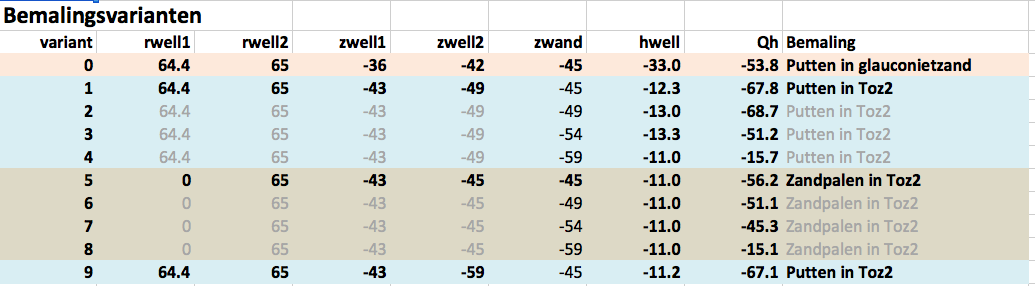 Bemalingsvarianten
variant rwell1 rwell2 zwell1 zwell2 zwand hwell Qh Bemaling
0 64.4 65 -36 -42 -45 -33.0 -53.8 Putten in glauconietzand
1 64.4 65 -43 -49 -45 -12.3 -67.8 Putten in Toz2
2 64.4 65 -43 -49 -49 -13.0 -68.7 Putten in Toz2
3 64.4 65 -43 -49 -54 -13.3 -51.2 Putten in Toz2
4 64.4 65 -43 -49 -59 -11.0 -15.7 Putten in Toz2
5 0 65 -43 -45 -45 -11.0 -56.2 Zandpalen in Toz2
6 0 65 -43 -45 -49 -11.0 -51.1 Zandpalen in Toz2
7 0 65 -43 -45 -54 -11.0 -45.3 Zandpalen in Toz2
8 0 65 -43 -45 -59 -11.0 -15.1 Zandpalen in Toz2
9 64.4 65 -43 -59 -45 -11.2 -67.1 Putten in Toz2